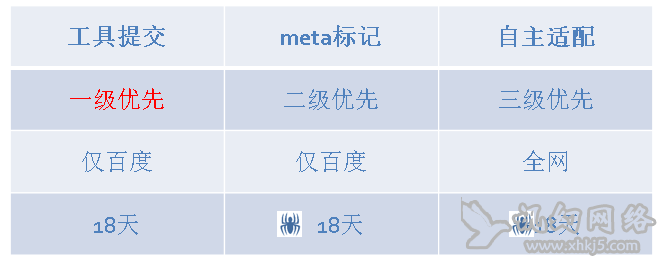 工具提交 meta标记 自主适配
一级优先 二级优先 三级优先
仅百度 仅百度 全网
18天 18天 18天
网络
www.xhkj5.com